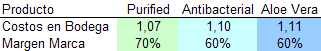 Producto Purified Antibacterial Aloe Vera
Costos en Bodega 1,07 1,10 1,11
Margen Marca 70% 60% 60%